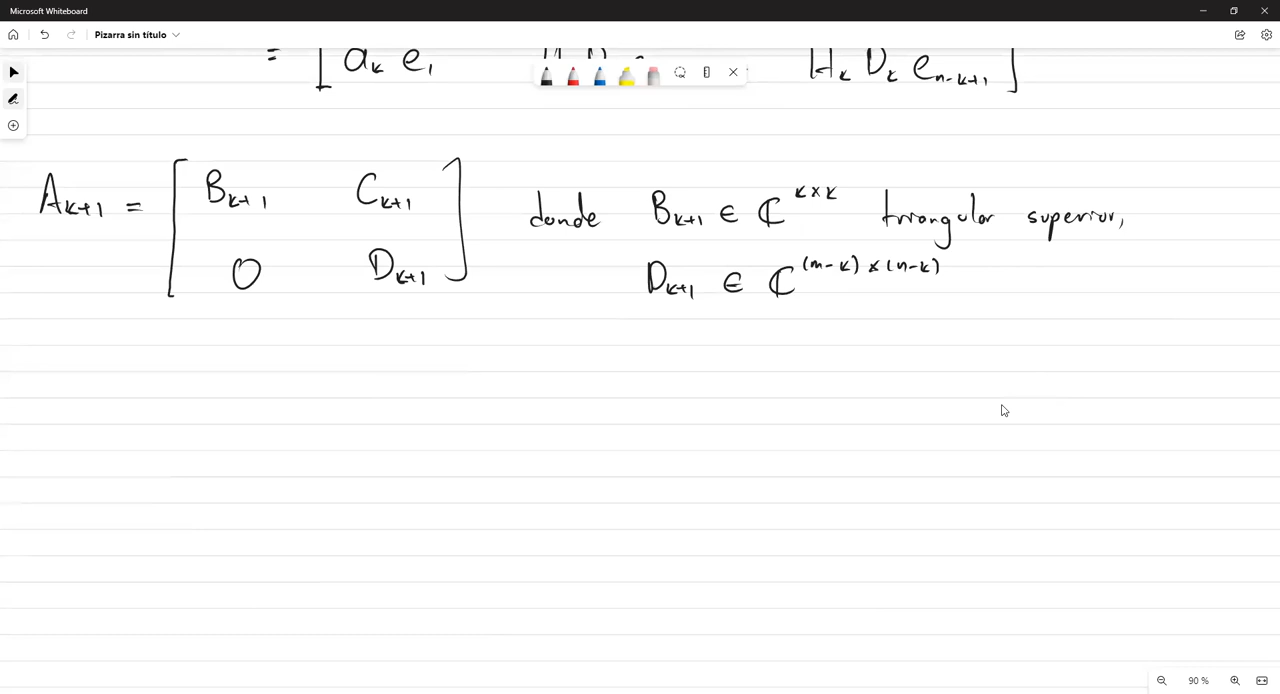 Microsoft Whiteboard
Pizarra sin título
= [ a_k e_1 H_k D_k e_{n-k+1} ]
A_{k+1} = [ B_{k+1} C_{k+1} donde B_{k+1} ∈ ℂ^{k×k} triangular superior,
0 D_{k+1} ] D_{k+1} ∈ ℂ^{(m-k)×(n-k)}
90 %